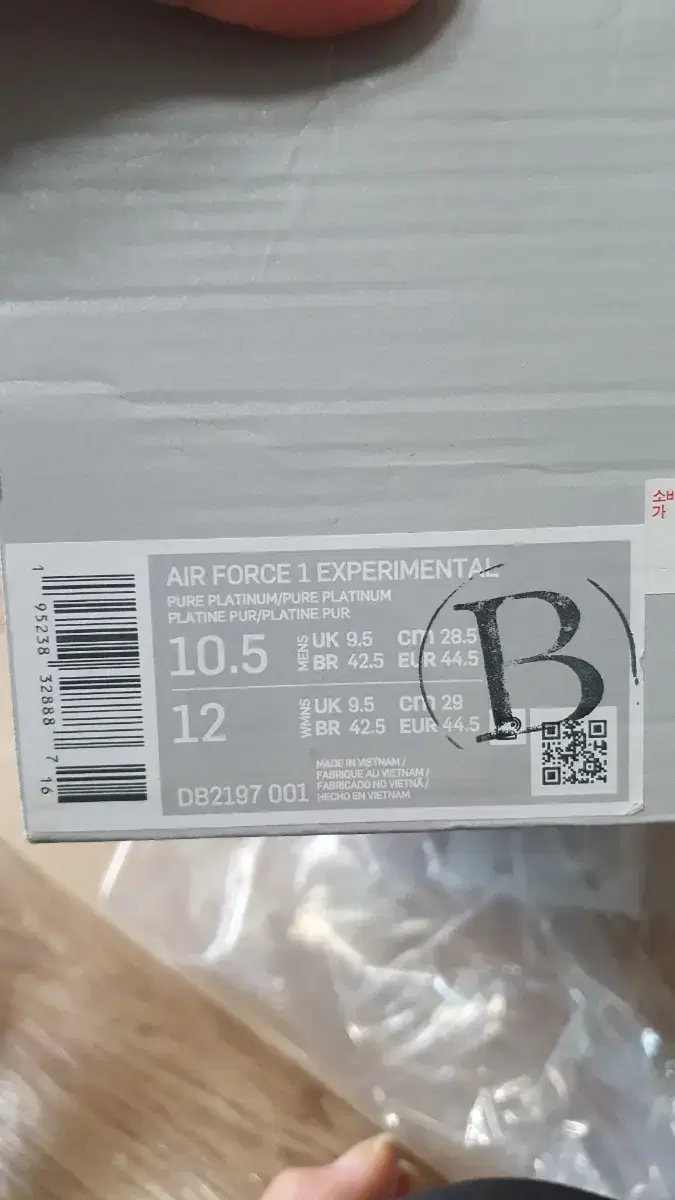 소비
가
AIR FORCE 1 EXPERIMENTAL
PURE PLATINUM/PURE PLATINUM
PLATINE PUR/PLATINE PUR
10.5 MENS UK 9.5 cm 28.5
BR 42.5 EUR 44.5
12 WMNS UK 9.5 cm 29
BR 42.5 EUR 44.5
DB2197 001
MADE IN VIETNAM /
FABRIQUE AU VIETNAM /
FABRICADO NO VIETNÃ /
HECHO EN VIETNAM
1 95238 32888 7 16
B